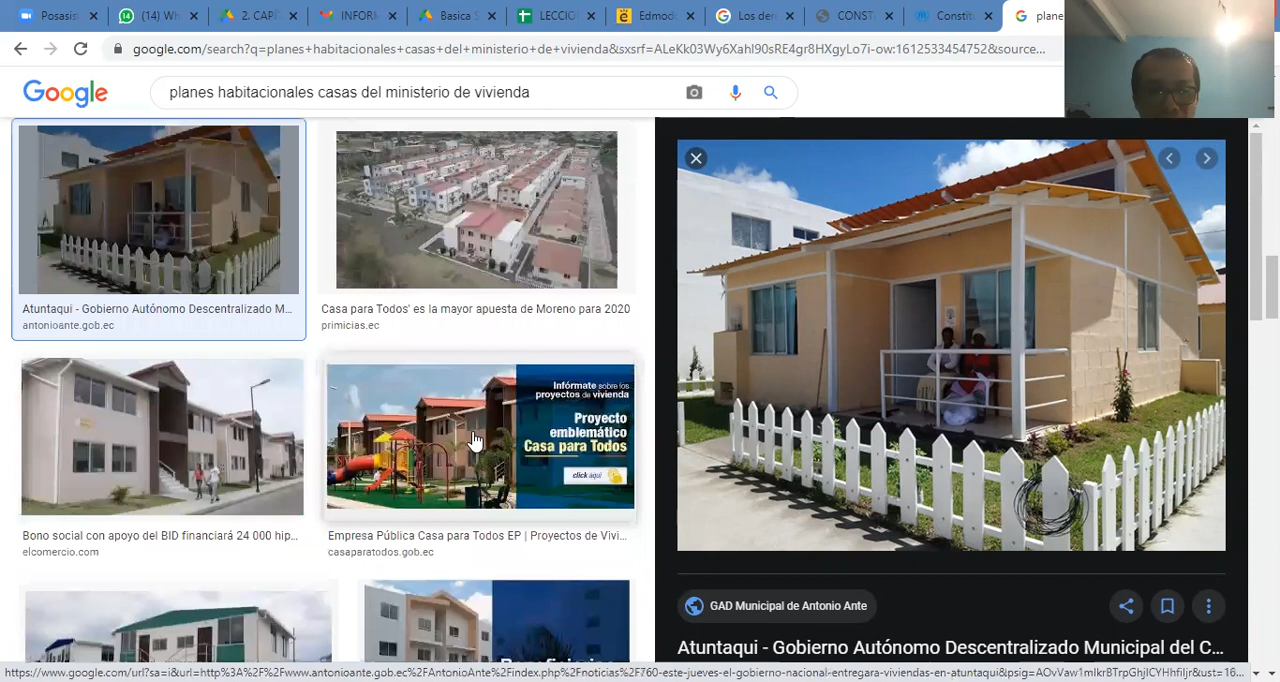 Posasis
(14) Wh
2. CAPÍ
INFORM
Basica S
LECCIO
Edmod
Los der
CONST
Constitu
plane
google.com/search?q=planes+habitacionales+casas+del+ministerio+de+vivienda&sxsrf=ALeKk03Wy6Xahl90sRE4gr8HXgyLo7i-ow:1612533454752&source...
Google
planes habitacionales casas del ministerio de vivienda
Atuntaqui - Gobierno Autónomo Descentralizado M...
antonioante.gob.ec
Casa para Todos' es la mayor apuesta de Moreno para 2020
primicias.ec
Infórmate sobre los
proyectos de vivienda
Proyecto
emblemático
Casa para Todos
click aquí
Bono social con apoyo del BID financiará 24 000 hip...
elcomercio.com
Empresa Pública Casa para Todos EP | Proyectos de Vivi...
casaparatodos.gob.ec
GAD Municipal de Antonio Ante
Atuntaqui - Gobierno Autónomo Descentralizado Municipal del C...
https://www.google.com/url?sa=i&url=http%3A%2F%2Fwww.antonioante.gob.ec%2FAntonioAnte%2Findex.php%2Fnoticias%2F760-este-jueves-el-gobierno-nacional-entregara-viviendas-en-atuntaqui&psig=AOvVaw1mIkrBTrpGhjICYHhfiIjr&ust=16...